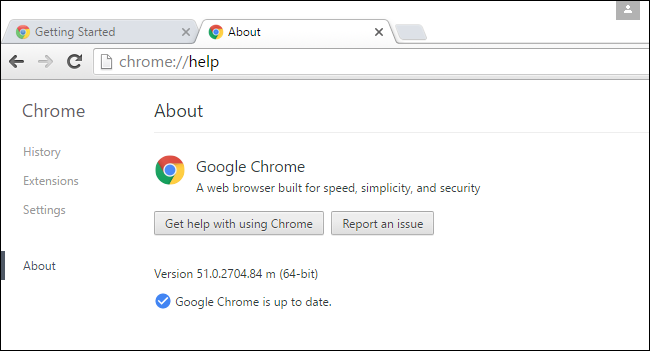 Getting Started
About
chrome://help
Chrome
About
History
Extensions
Settings
About
Google Chrome
A web browser built for speed, simplicity, and security
Get help with using Chrome
Report an issue
Version 51.0.2704.84 m (64-bit)
Google Chrome is up to date.